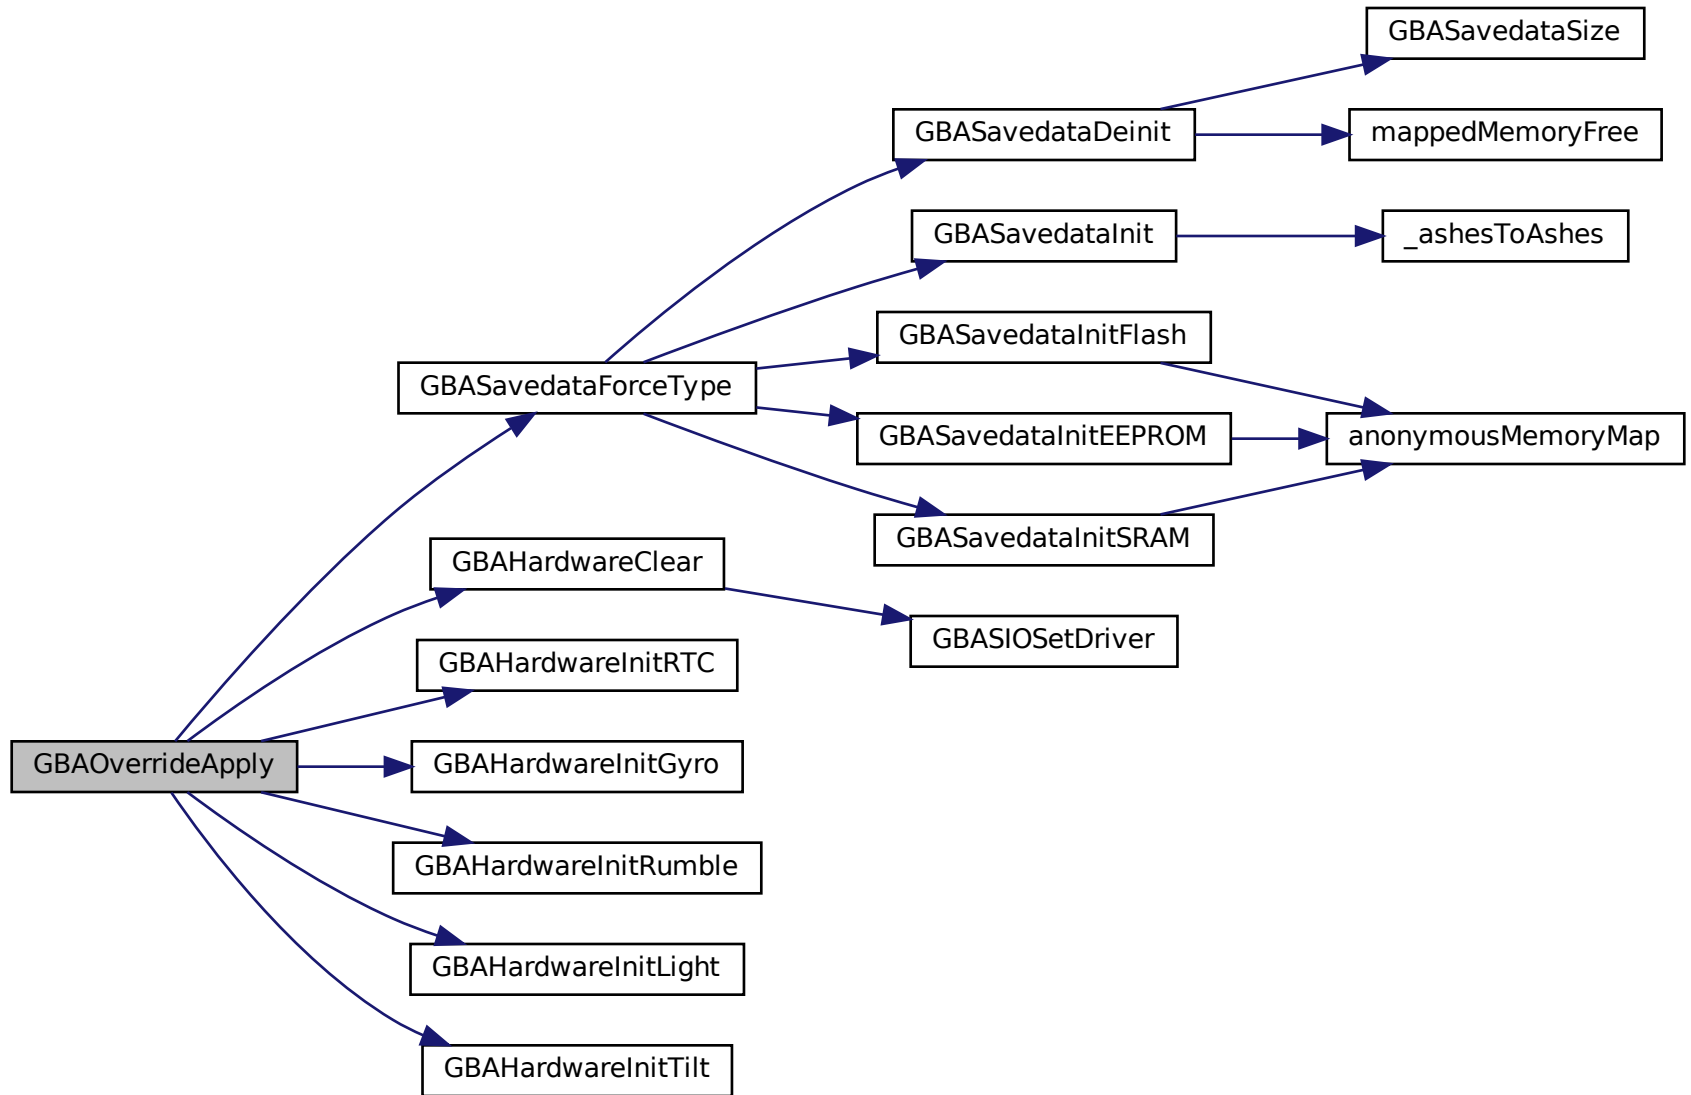 GBASavedataSize
GBASavedataDeinit
mappedMemoryFree
GBASavedataInit
_ashesToAshes
GBASavedataInitFlash
GBASavedataForceType
GBASavedataInitEEPROM
anonymousMemoryMap
GBASavedataInitSRAM
GBAHardwareClear
GBASIOSetDriver
GBAHardwareInitRTC
GBAOverrideApply
GBAHardwareInitGyro
GBAHardwareInitRumble
GBAHardwareInitLight
GBAHardwareInitTilt